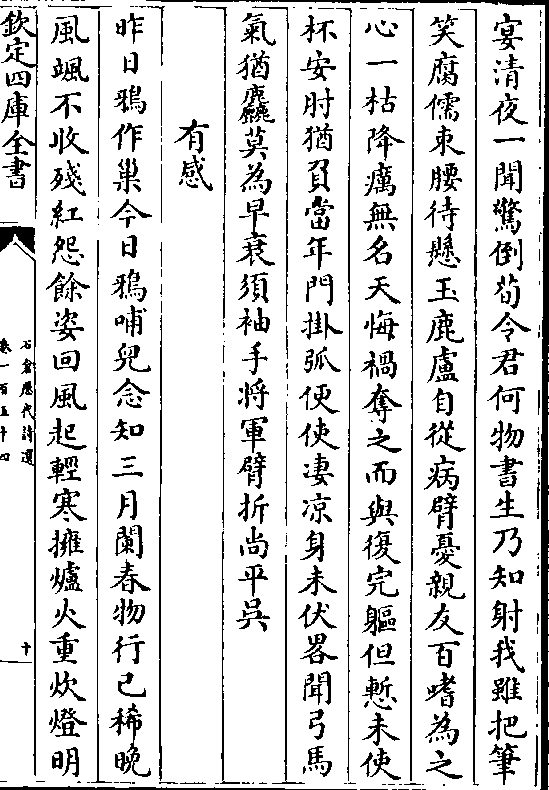 宴清夜一聞驚倒荀令君何物書生乃知射我雖把筆
笑腐儒束腰待懸玉鹿盧自從病臂憂親友百嗜為之
心一枯降癘無名天悔禍奪之而與復完軀但慙未使
杯安肘猶負當年門掛弧便使凄凉身未伏畧聞弓馬
氣猶麤莫為早衰須袖手將軍臂折尚平吳
有感
昨日鴉作巢今日鴉哺兒念知三月闌春物行已稀晚
風颯不收殘紅怨餘姿回風起輕寒擁爐火重炊燈明
欽定四庫全書
石倉歷代詩選
卷一百五十四
十